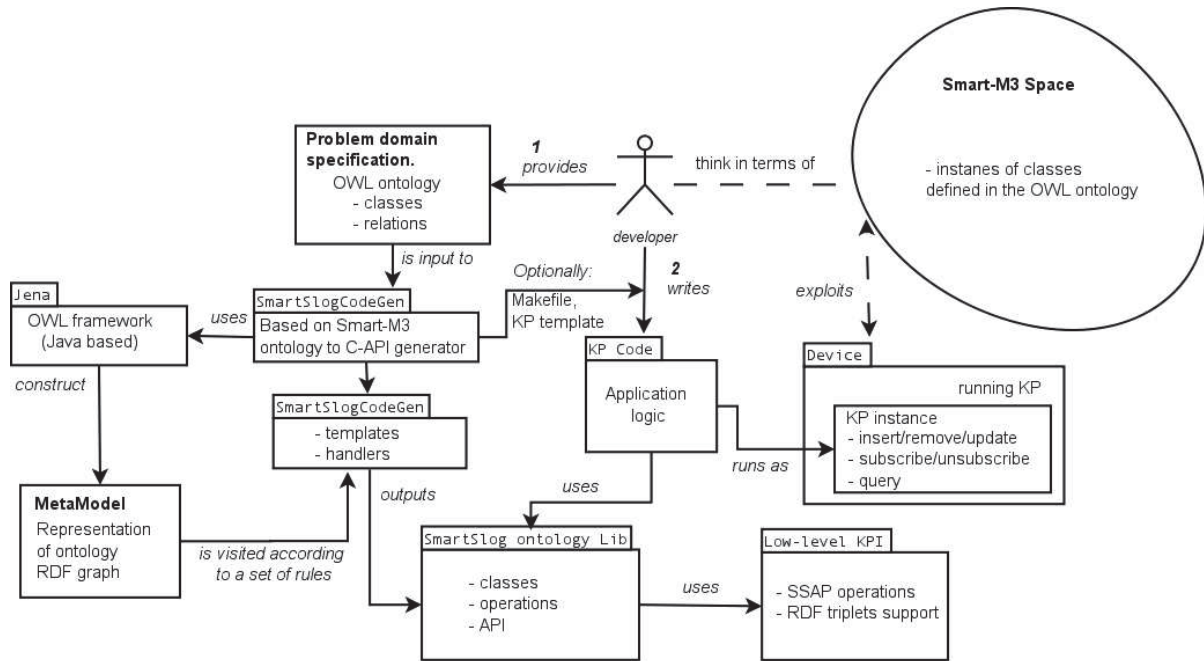 Smart-M3 Space
- instanes of classes
defined in the OWL ontology
Problem domain
specification.
OWL ontology
- classes
- relations
1
provides
think in terms of
developer
is input to
Optionally:
Makefile,
KP template
2
writes
exploits
Jena
OWL framework
(Java based)
uses
SmartSlogCodeGen
Based on Smart-M3
ontology to C-API generator
KP Code
Application
logic
Device
running KP
KP instance
- insert/remove/update
- subscribe/unsubscribe
- query
construct
SmartSlogCodeGen
- templates
- handlers
runs as
MetaModel
Representation
of ontology
RDF graph
is visited according
to a set of rules
outputs
uses
SmartSlog ontology Lib
- classes
- operations
- API
uses
Low-level KPI
- SSAP operations
- RDF triplets support